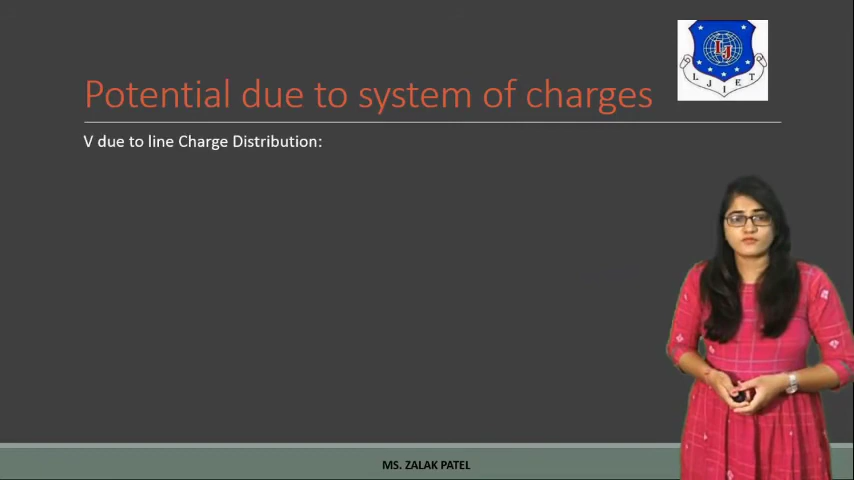 Potential due to system of charges
LJIET
V due to line Charge Distribution:
MS. ZALAK PATEL